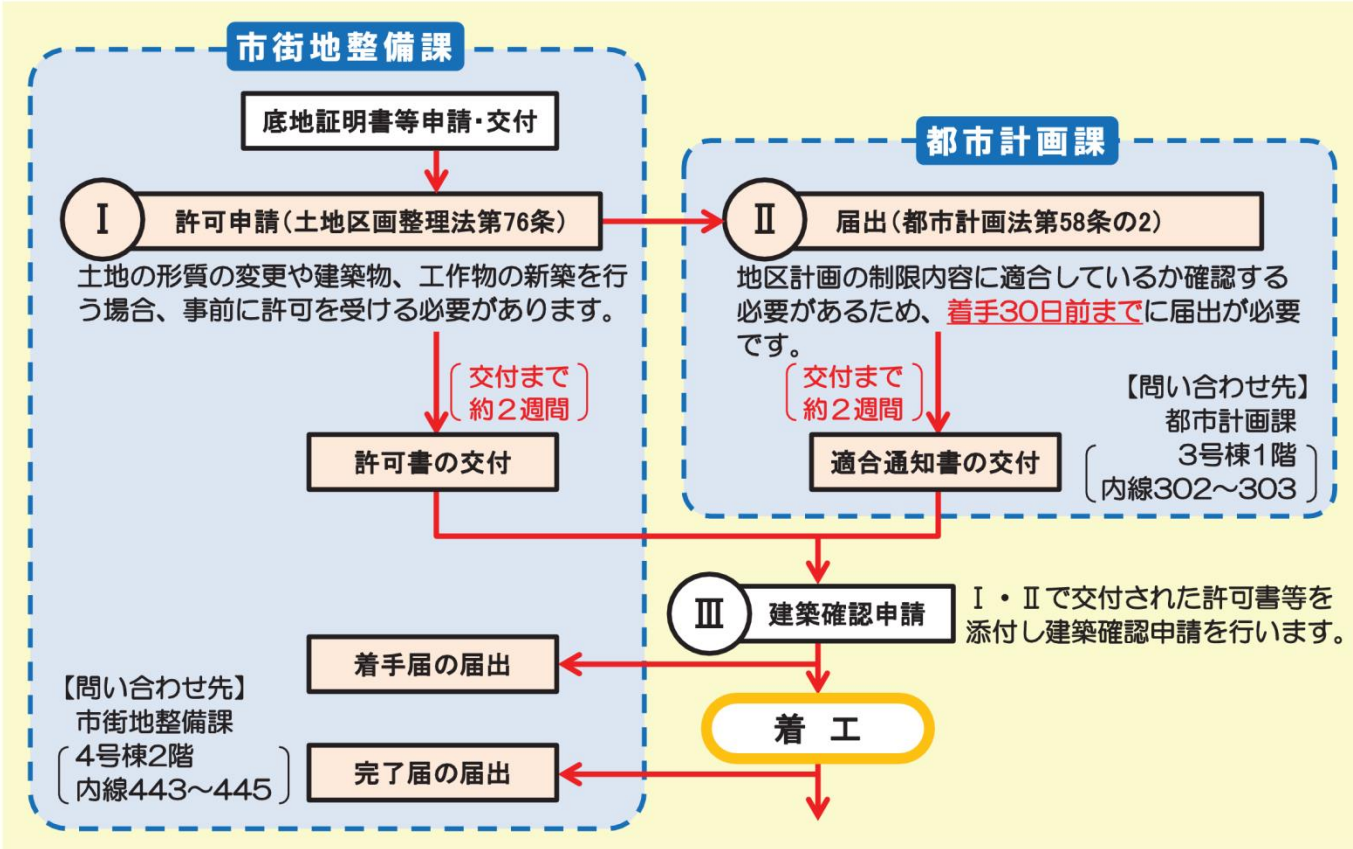 市街地整備課
底地証明書等申請・交付
Ⅰ
許可申請(土地区画整理法第76条)
土地の形質の変更や建築物、工作物の新築を行
う場合、事前に許可を受ける必要があります。
交付まで
約2週間
許可書の交付
都市計画課
Ⅱ
届出(都市計画法第58条の2)
地区計画の制限内容に適合しているか確認する
必要があるため、着手30日前までに届出が必要
です。
交付まで
約2週間
適合通知書の交付
【問い合わせ先】
都市計画課
3号棟1階
内線302～303
Ⅲ
建築確認申請
Ⅰ・Ⅱで交付された許可書等を
添付し建築確認申請を行います。
着手届の届出
着 工
完了届の届出
【問い合わせ先】
市街地整備課
4号棟2階
内線443～445